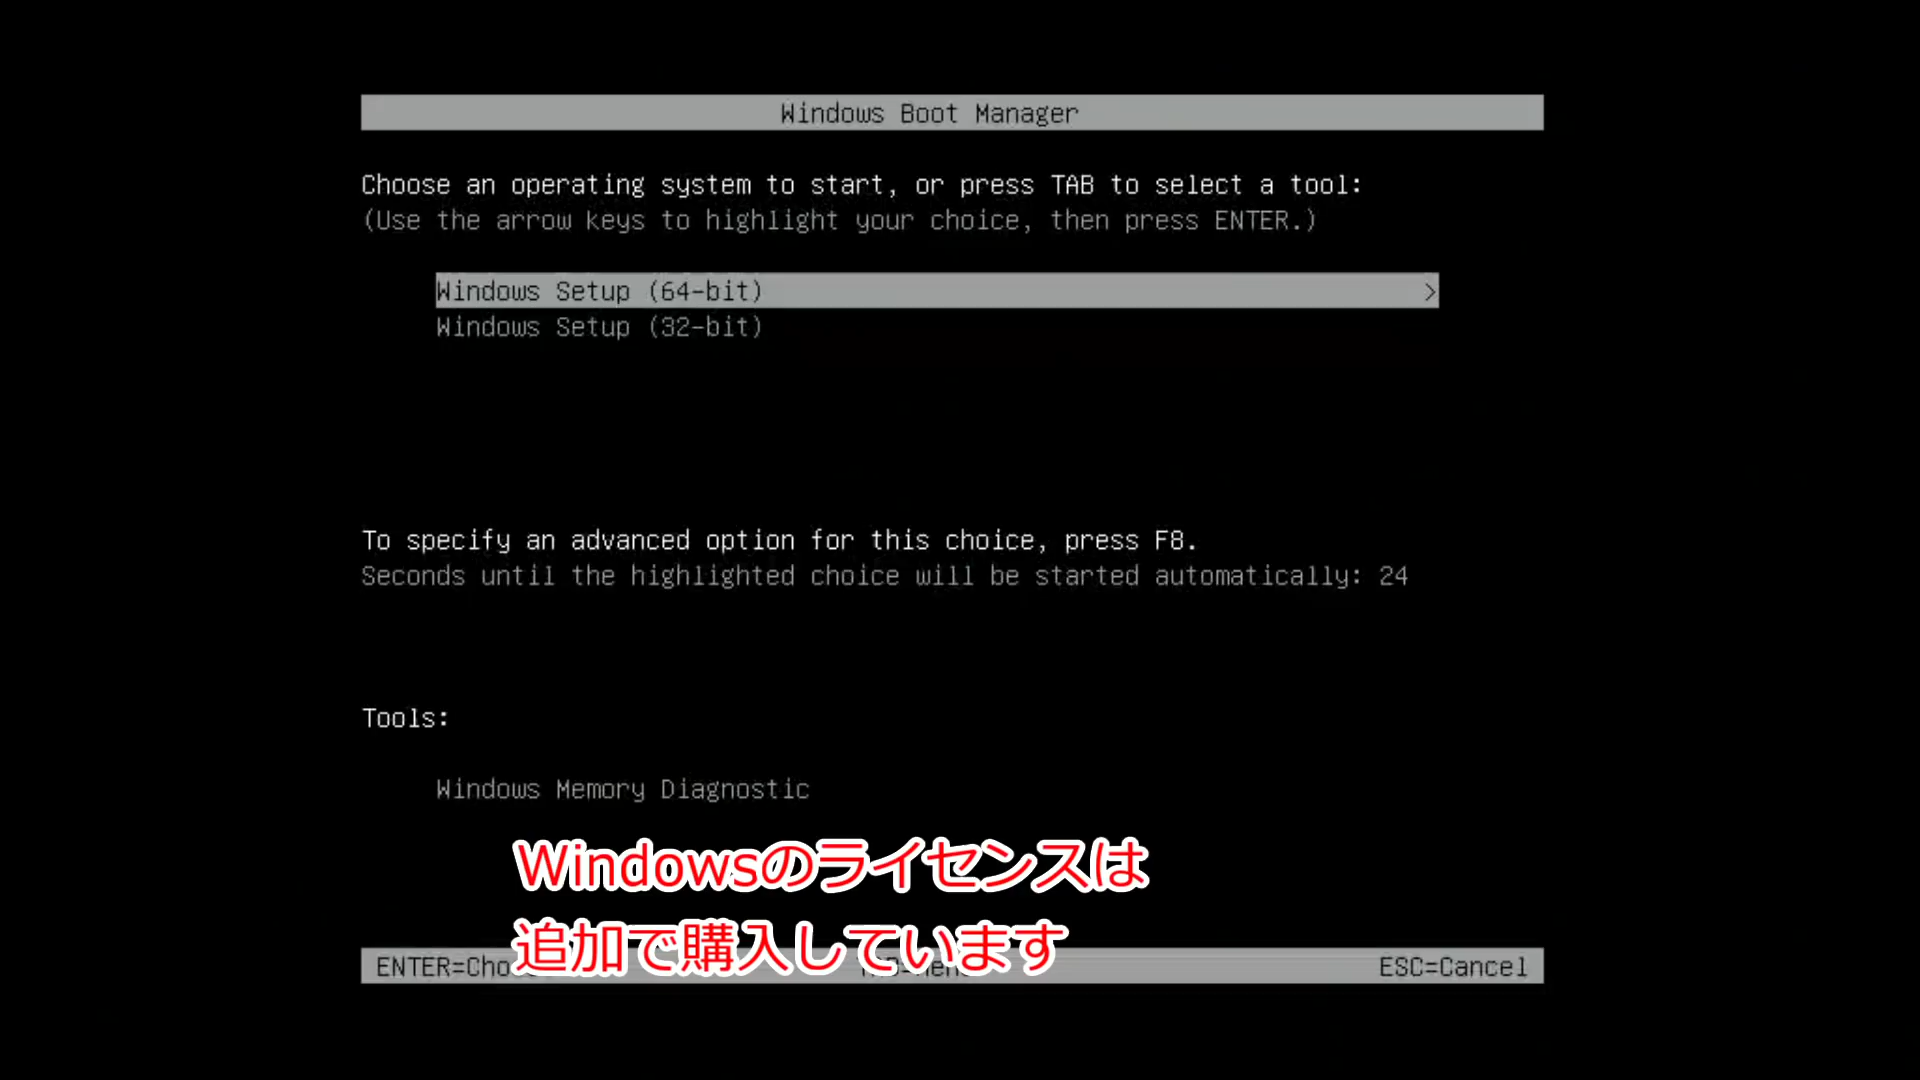 Windows Boot Manager
Choose an operating system to start, or press TAB to select a tool:
(Use the arrow keys to highlight your choice, then press ENTER.)
Windows Setup (64-bit) >
Windows Setup (32-bit)
To specify an advanced option for this choice, press F8.
Seconds until the highlighted choice will be started automatically: 24
Tools:
Windows Memory Diagnostic
Windowsのライセンスは
追加で購入しています
ESC=Cancel